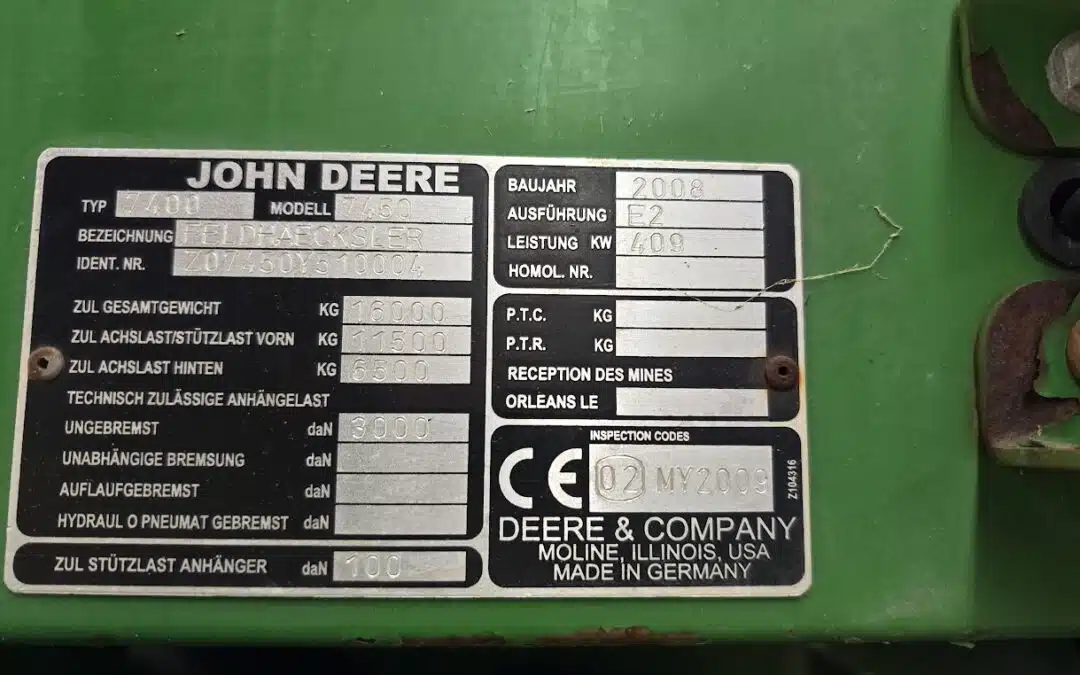 JOHN DEERE
TYP 7400 MODELL 7450
BEZEICHNUNG FELDHAECKSLER
IDENT. NR. Z07450Y510004
ZUL GESAMTGEWICHT KG 16000
ZUL ACHSLAST/STÜTZLAST VORN KG 11500
ZUL ACHSLAST HINTEN KG 6500
TECHNISCH ZULÄSSIGE ANHÄNGELAST
UNGEBREMST daN 3000
UNABHÄNGIGE BREMSUNG daN
AUFLAUFGEBREMST daN
HYDRAUL O PNEUMAT GEBREMST daN
ZUL STÜTZLAST ANHÄNGER daN 100
BAUJAHR 2008
AUSFÜHRUNG E2
LEISTUNG KW 409
HOMOL. NR.
P.T.C. KG
P.T.R. KG
RECEPTION DES MINES
ORLEANS LE
INSPECTION CODES
CE 02 MY2009
Z104316
DEERE & COMPANY
MOLINE, ILLINOIS, USA
MADE IN GERMANY